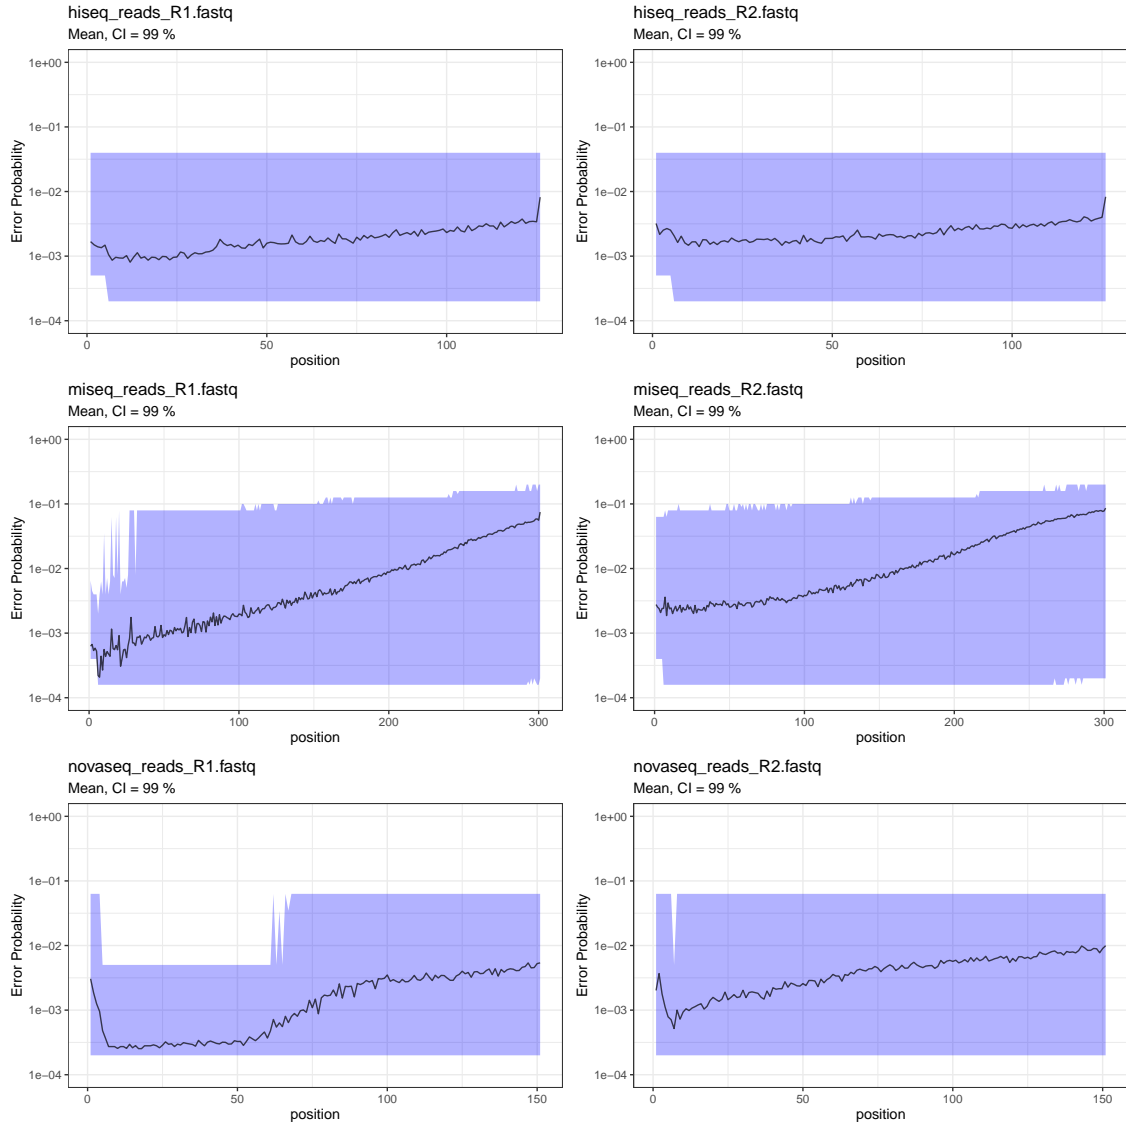 hiseq_reads_R1.fastq
Mean, CI = 99 %
1e+00
1e−01
1e−02
1e−03
1e−04
Error Probability
0
50
100
position
hiseq_reads_R2.fastq
Mean, CI = 99 %
1e+00
1e−01
1e−02
1e−03
1e−04
Error Probability
0
50
100
position
miseq_reads_R1.fastq
Mean, CI = 99 %
1e+00
1e−01
1e−02
1e−03
1e−04
Error Probability
0
100
200
300
position
miseq_reads_R2.fastq
Mean, CI = 99 %
1e+00
1e−01
1e−02
1e−03
1e−04
Error Probability
0
100
200
300
position
novaseq_reads_R1.fastq
Mean, CI = 99 %
1e+00
1e−01
1e−02
1e−03
1e−04
Error Probability
0
50
100
150
position
novaseq_reads_R2.fastq
Mean, CI = 99 %
1e+00
1e−01
1e−02
1e−03
1e−04
Error Probability
0
50
100
150
position